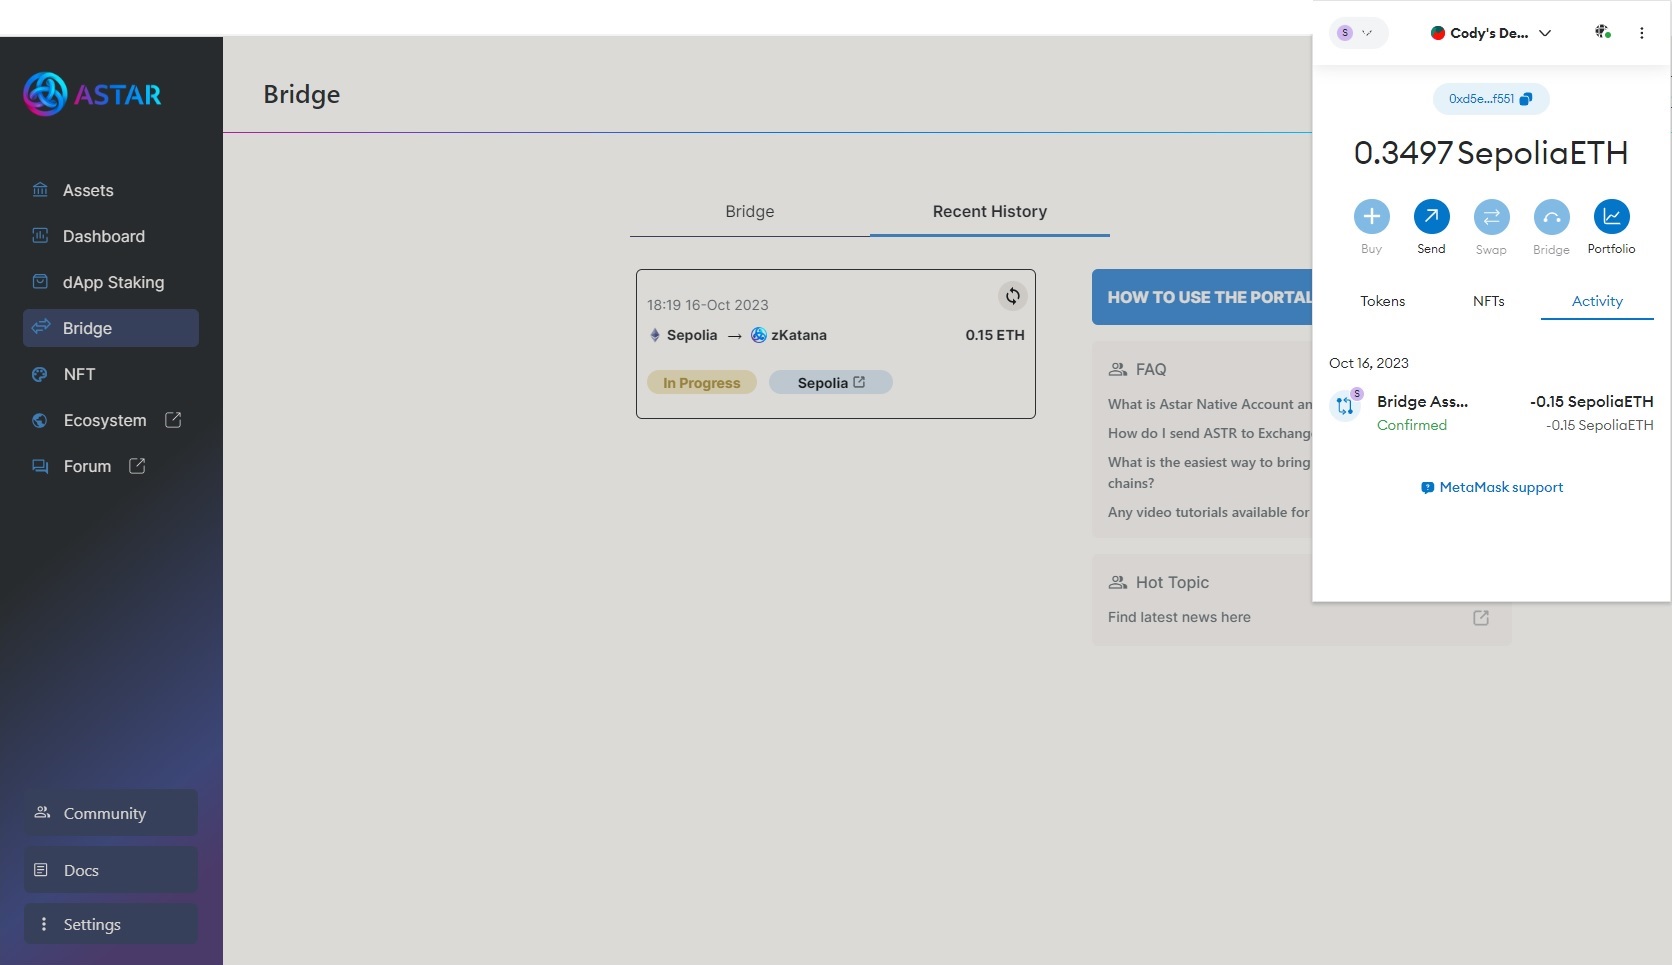 ASTAR
Assets
Dashboard
dApp Staking
Bridge
NFT
Ecosystem
Forum
Community
Docs
Settings
Bridge
Bridge
Recent History
18:19 16-Oct 2023
Sepolia → zKatana
0.15 ETH
In Progress
Sepolia
HOW TO USE THE PORTAL
FAQ
What is Astar Native Account an
How do I send ASTR to Exchang
What is the easiest way to bring
chains?
Any video tutorials available for
Hot Topic
Find latest news here
S
Cody's De...
0xd5e...f551
0.3497 SepoliaETH
Buy
Send
Swap
Bridge
Portfolio
Tokens
NFTs
Activity
Oct 16, 2023
S
Bridge Ass...
-0.15 SepoliaETH
Confirmed
-0.15 SepoliaETH
MetaMask support